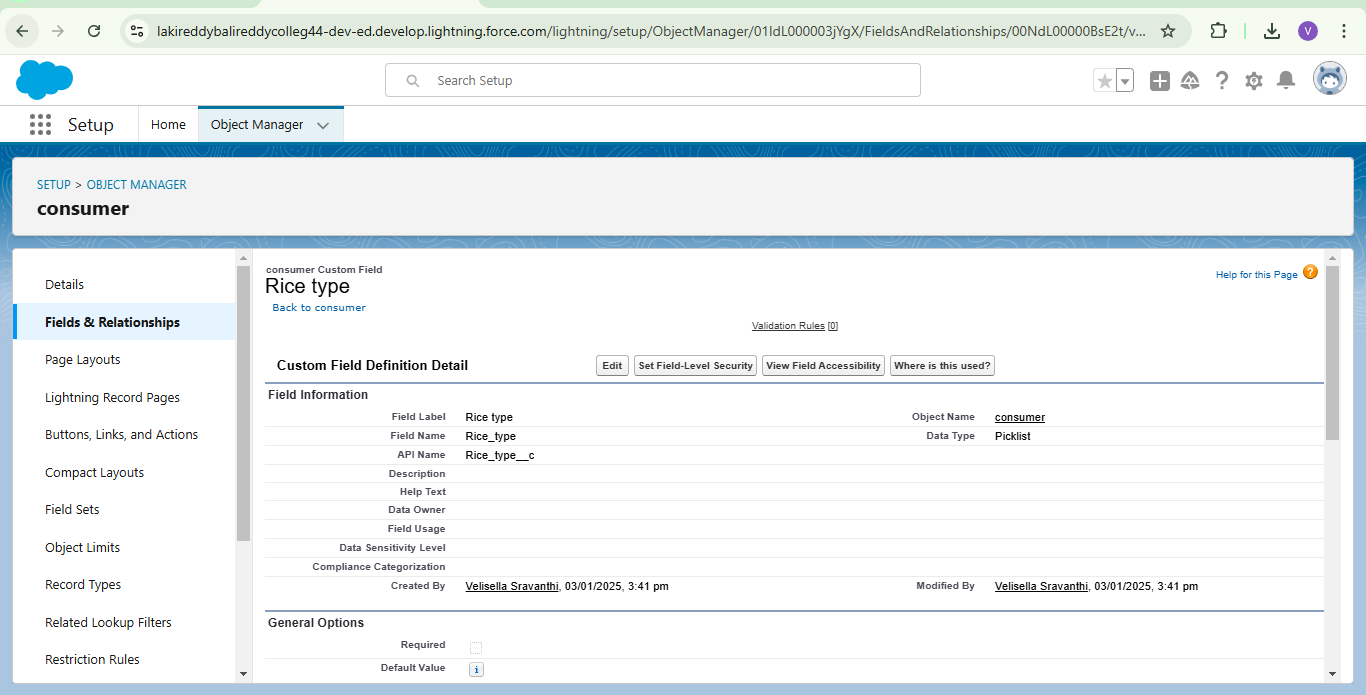 lakireddybalireddycolleg44-dev-ed.develop.lightning.force.com/lightning/setup/ObjectManager/01IdL000003jYgX/FieldsAndRelationships/00NdL00000BsE2t/v...
V
Search Setup
Setup
Home
Object Manager
SETUP > OBJECT MANAGER
consumer
Details
Fields & Relationships
Page Layouts
Lightning Record Pages
Buttons, Links, and Actions
Compact Layouts
Field Sets
Object Limits
Record Types
Related Lookup Filters
Restriction Rules
consumer Custom Field
Rice type
Back to consumer
Help for this Page ?
Validation Rules [0]
Custom Field Definition Detail
Edit
Set Field-Level Security
View Field Accessibility
Where is this used?
Field Information
Field Label Rice type Object Name consumer
Field Name Rice_type Data Type Picklist
API Name Rice_type__c
Description
Help Text
Data Owner
Field Usage
Data Sensitivity Level
Compliance Categorization
Created By Velisella Sravanthi, 03/01/2025, 3:41 pm Modified By Velisella Sravanthi, 03/01/2025, 3:41 pm
General Options
Required
Default Value i